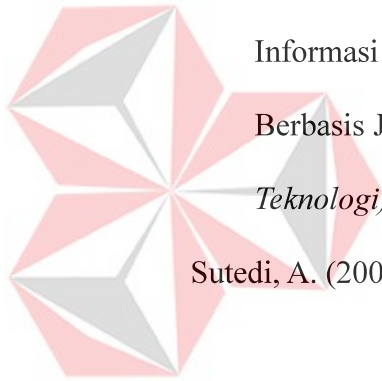 Informasi
Berbasis J
Teknologi,
Sutedi, A. (200